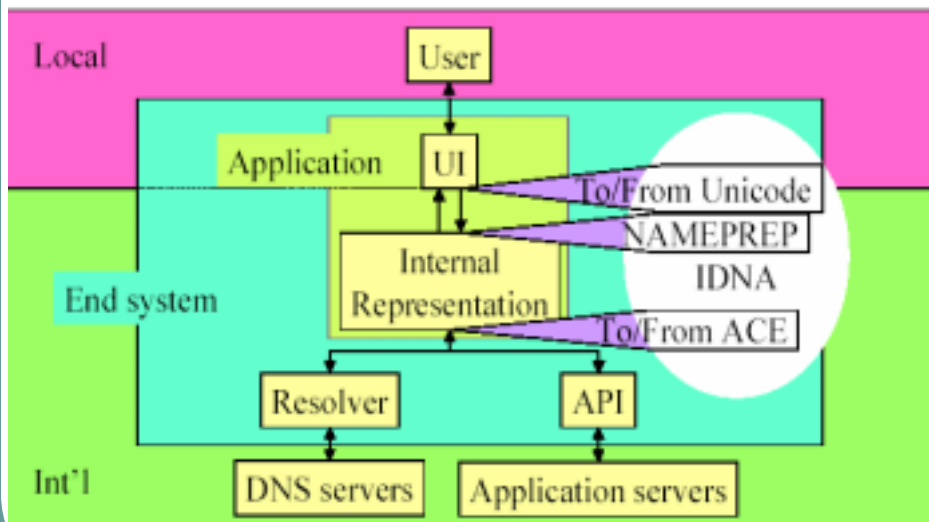 Local
User
Application
UI
To/From Unicode
NAMEPREP
IDNA
End system
Internal
Representation
To/From ACE
Resolver
API
Int'l
DNS servers
Application servers